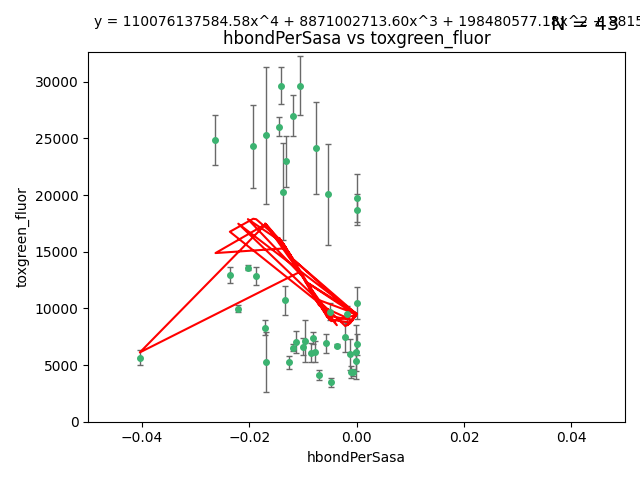 y = 110076137584.58x^4 + 8871002713.60x^3 + 198480577.18x^2 + 8815
N = 43
hbondPerSasa vs toxgreen_fluor
30000
25000
20000
15000
10000
5000
0
toxgreen_fluor
−0.04
−0.02
0.00
0.02
0.04
hbondPerSasa